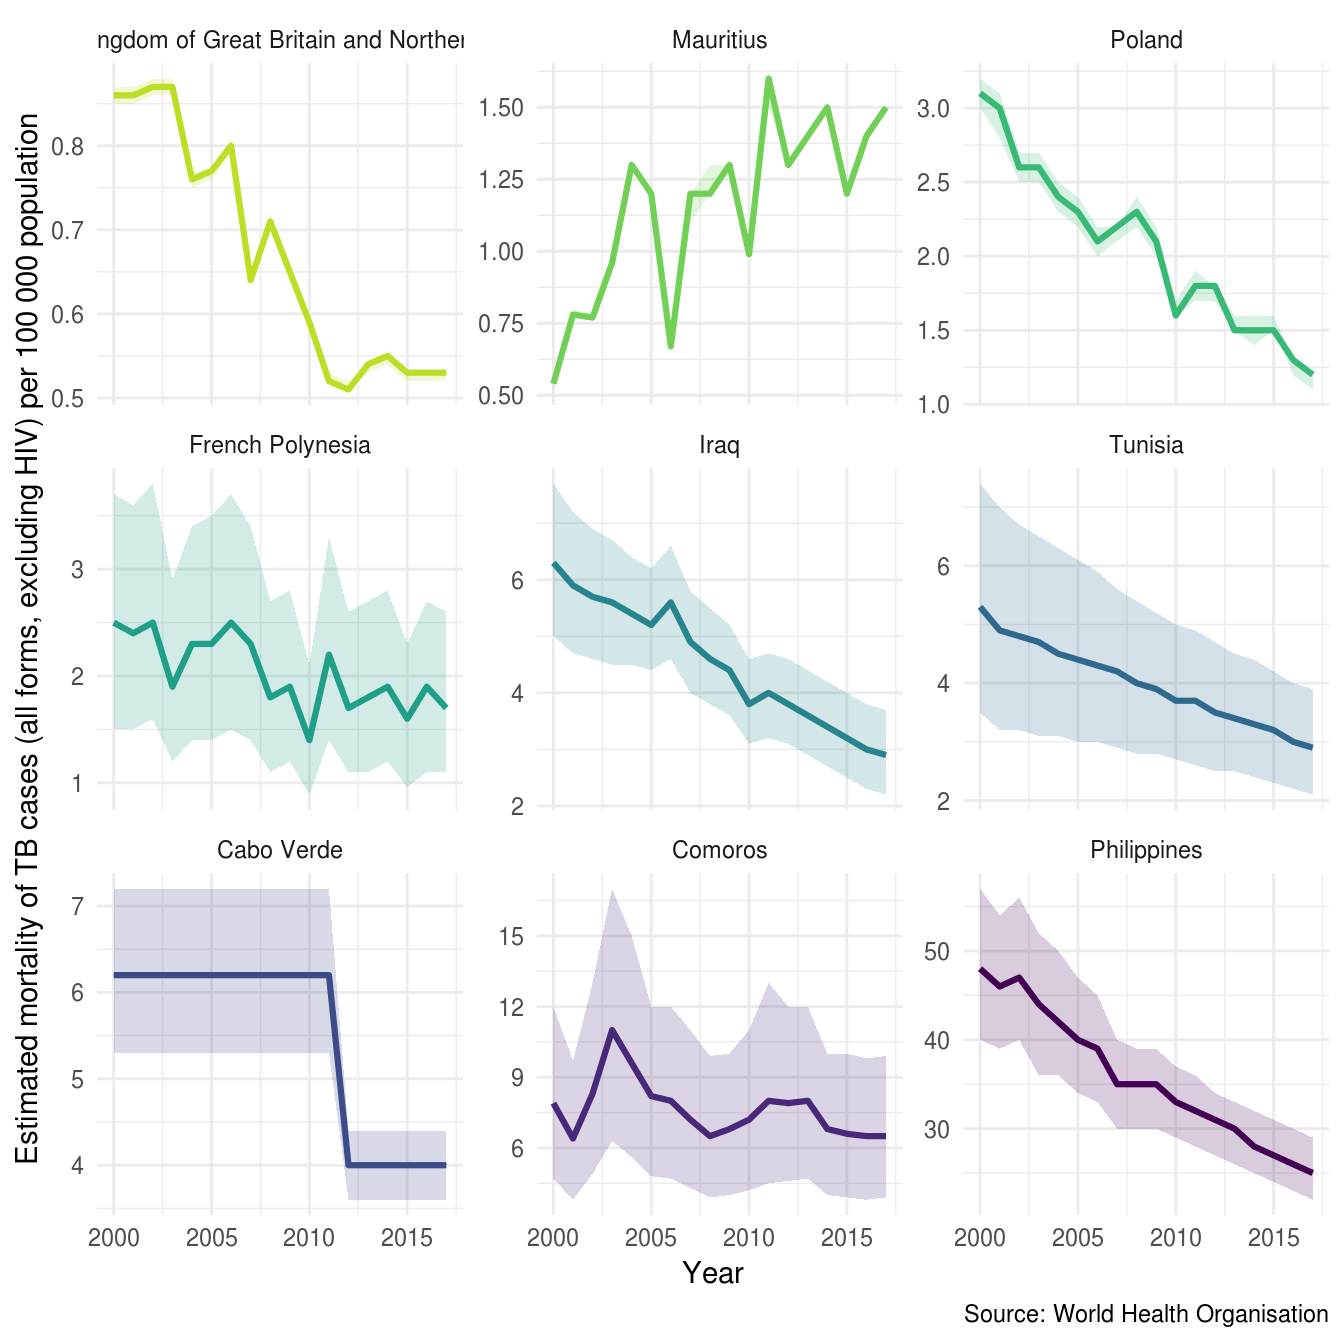 ngdom of Great Britain and Norther
Mauritius
Poland
0.8
0.7
0.6
0.5
1.50
1.25
1.00
0.75
0.50
3.0
2.5
2.0
1.5
1.0
French Polynesia
Iraq
Tunisia
3
2
1
6
4
2
6
4
2
Cabo Verde
Comoros
Philippines
7
6
5
4
15
12
9
6
50
40
30
2000 2005 2010 2015
2000 2005 2010 2015
2000 2005 2010 2015
Estimated mortality of TB cases (all forms, excluding HIV) per 100 000 population
Year
Source: World Health Organisation